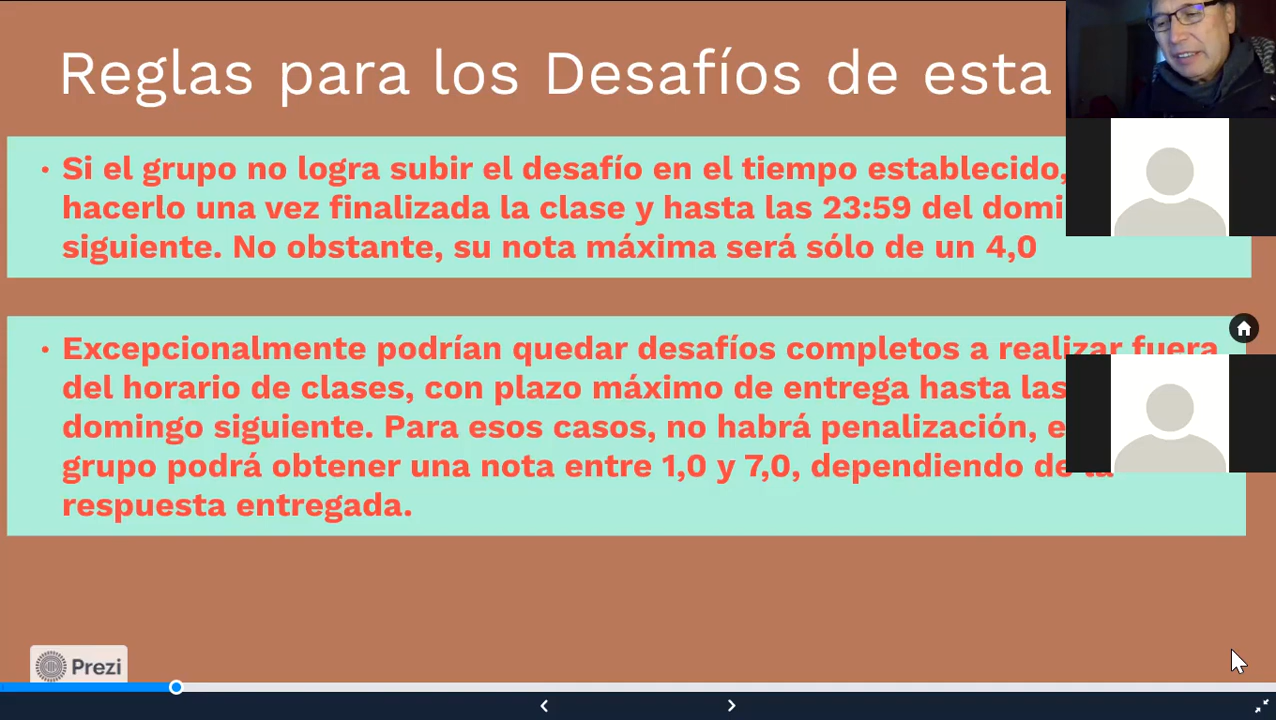 Reglas para los Desafíos de esta
• Si el grupo no logra subir el desafío en el tiempo establecido,
hacerlo una vez finalizada la clase y hasta las 23:59 del
siguiente. No obstante, su nota máxima será sólo de un 4,0
• Excepcionalmente podrían quedar desafíos completos a realizar fuera
del horario de clases, con plazo máximo de entrega hasta las
domingo siguiente. Para esos casos, no habrá penalización,
grupo podrá obtener una nota entre 1,0 y 7,0, dependiendo de la
respuesta entregada.
Prezi